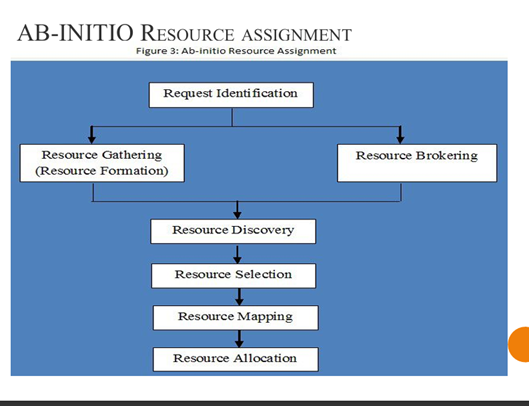 AB-INITIO RESOURCE ASSIGNMENT
Figure 3: Ab-initio Resource Assignment
Request Identification
Resource Gathering
(Resource Formation)
Resource Brokering
Resource Discovery
Resource Selection
Resource Mapping
Resource Allocation